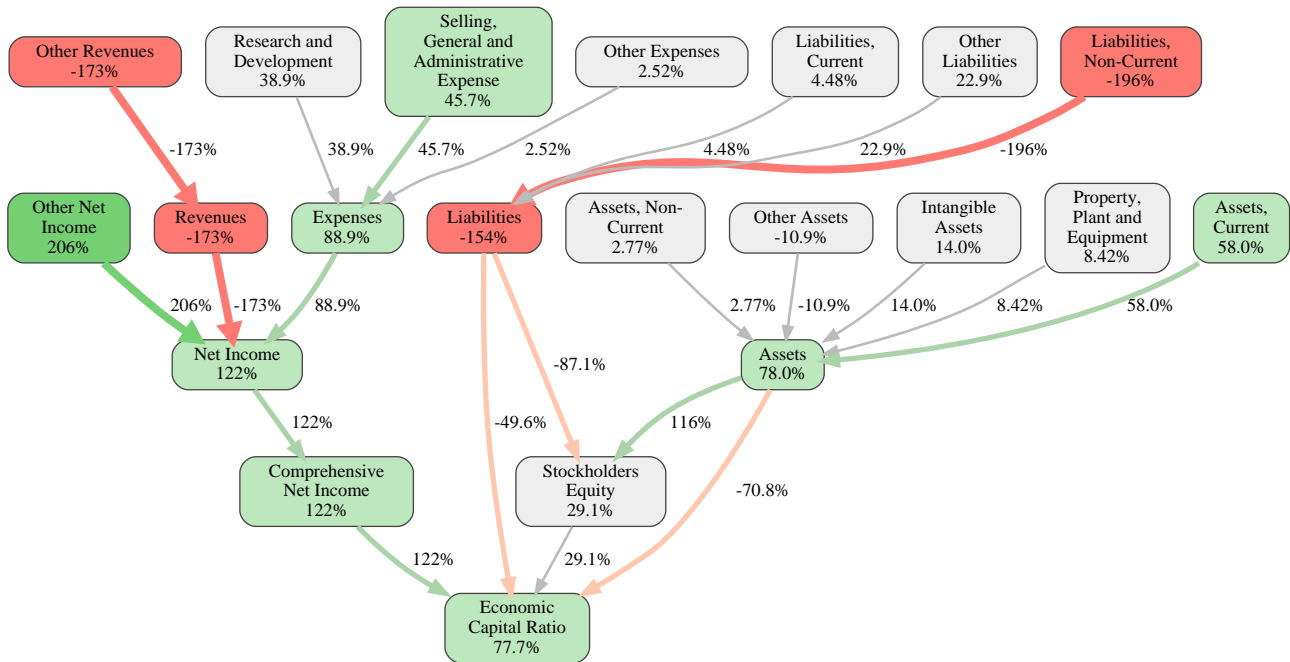 Other Revenues
-173%
Research and
Development
38.9%
Selling,
General and
Administrative
Expense
45.7%
Other Expenses
2.52%
Liabilities,
Current
4.48%
Other
Liabilities
22.9%
Liabilities,
Non-Current
-196%
-173%
38.9%
45.7%
2.52%
4.48%
22.9%
-196%
Other Net
Income
206%
Revenues
-173%
Expenses
88.9%
Liabilities
-154%
Assets, Non-
Current
2.77%
Other Assets
-10.9%
Intangible
Assets
14.0%
Property,
Plant and
Equipment
8.42%
Assets,
Current
58.0%
206%
-173%
88.9%
2.77%
-10.9%
14.0%
8.42%
58.0%
Net Income
122%
-87.1%
Assets
78.0%
122%
-49.6%
116%
Comprehensive
Net Income
122%
Stockholders
Equity
29.1%
-70.8%
122%
29.1%
Economic
Capital Ratio
77.7%